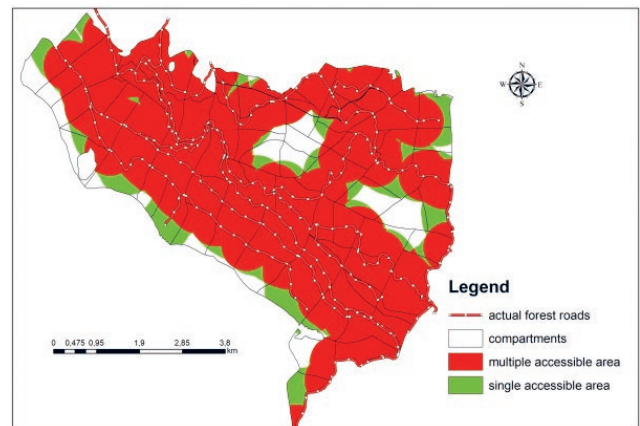 N
W E
S
Legend
actual forest roads
compartments
multiple accessible area
single accessible area
0 0,475 0,95 1,9 2,85 3,8
km